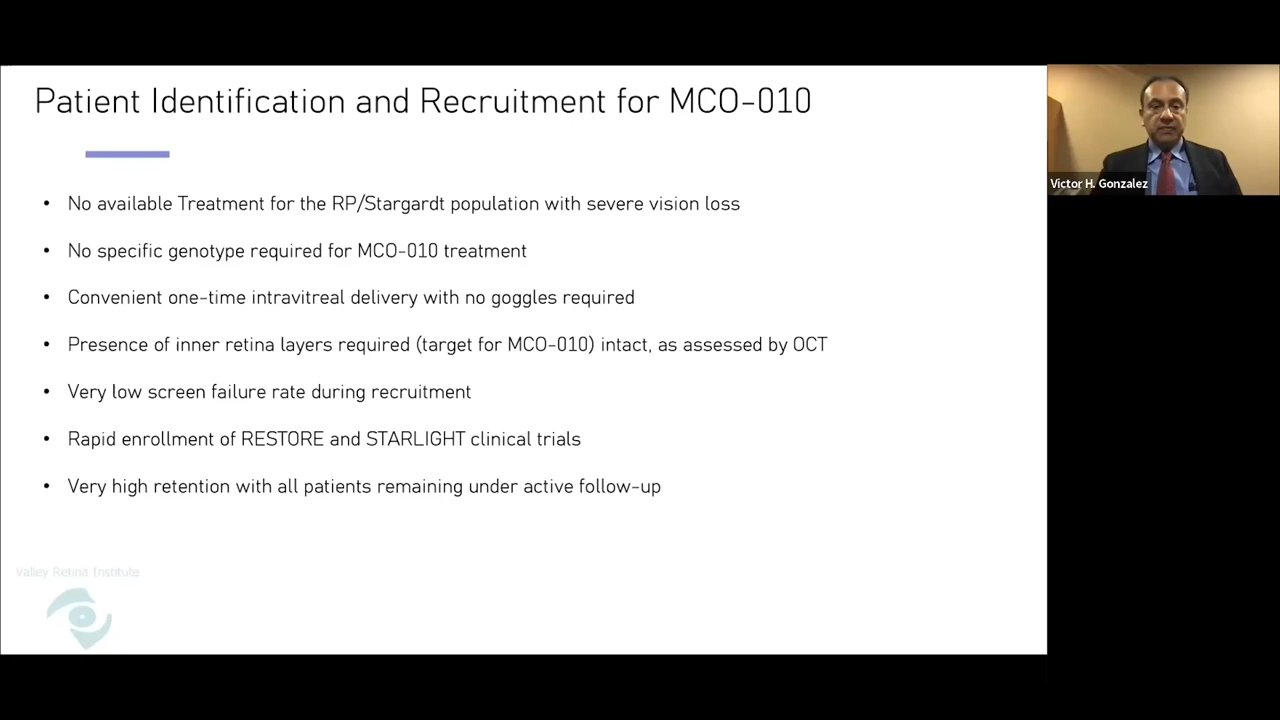 Patient Identification and Recruitment for MCO-010
• No available Treatment for the RP/Stargardt population with severe vision loss
• No specific genotype required for MCO-010 treatment
• Convenient one-time intravitreal delivery with no goggles required
• Presence of inner retina layers required (target for MCO-010) intact, as assessed by OCT
• Very low screen failure rate during recruitment
• Rapid enrollment of RESTORE and STARLIGHT clinical trials
• Very high retention with all patients remaining under active follow-up
Valley Retina Institute
Victor H. Gonzalez